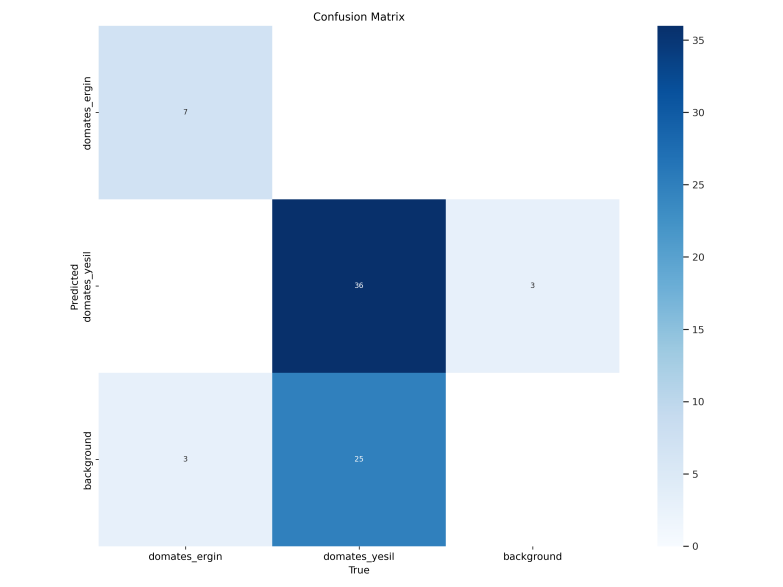 Confusion Matrix
domates_ergin
7
Predicted
domates_yesil
36
3
background
3
25
domates_ergin
domates_yesil
background
True
35
30
25
20
15
10
5
0